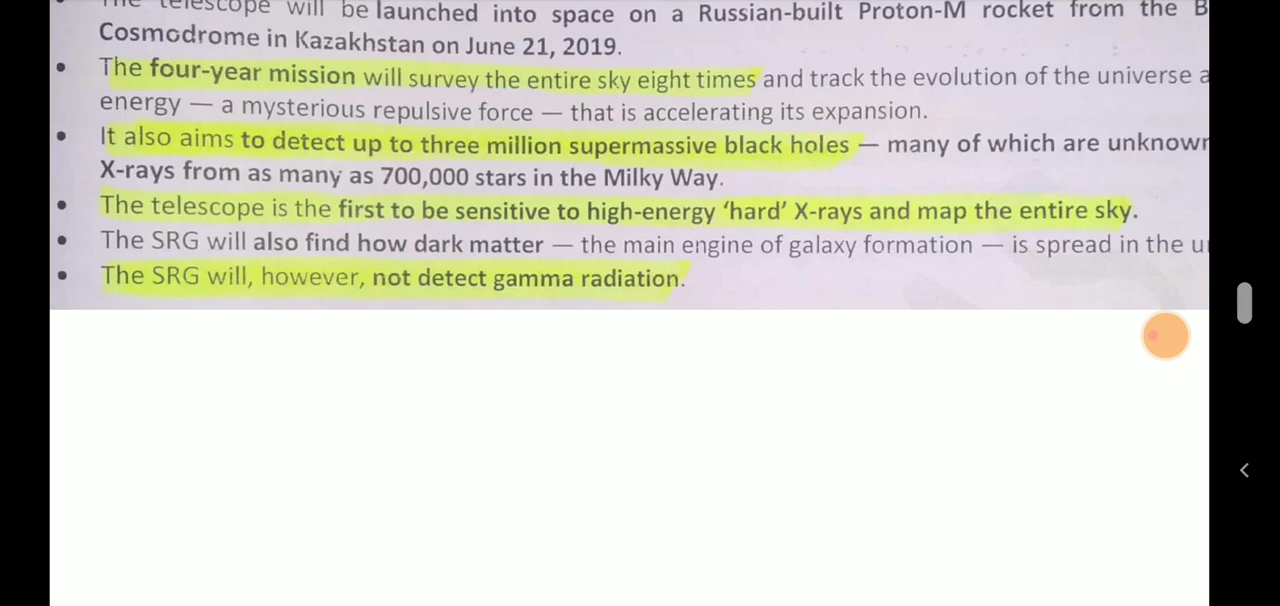 The telescope will be launched into space on a Russian-built Proton-M rocket from the B
Cosmodrome in Kazakhstan on June 21, 2019.
• The four-year mission will survey the entire sky eight times and track the evolution of the universe a
energy — a mysterious repulsive force — that is accelerating its expansion.
• It also aims to detect up to three million supermassive black holes — many of which are unknown
X-rays from as many as 700,000 stars in the Milky Way.
• The telescope is the first to be sensitive to high-energy ‘hard’ X-rays and map the entire sky.
• The SRG will also find how dark matter — the main engine of galaxy formation — is spread in the u
• The SRG will, however, not detect gamma radiation.